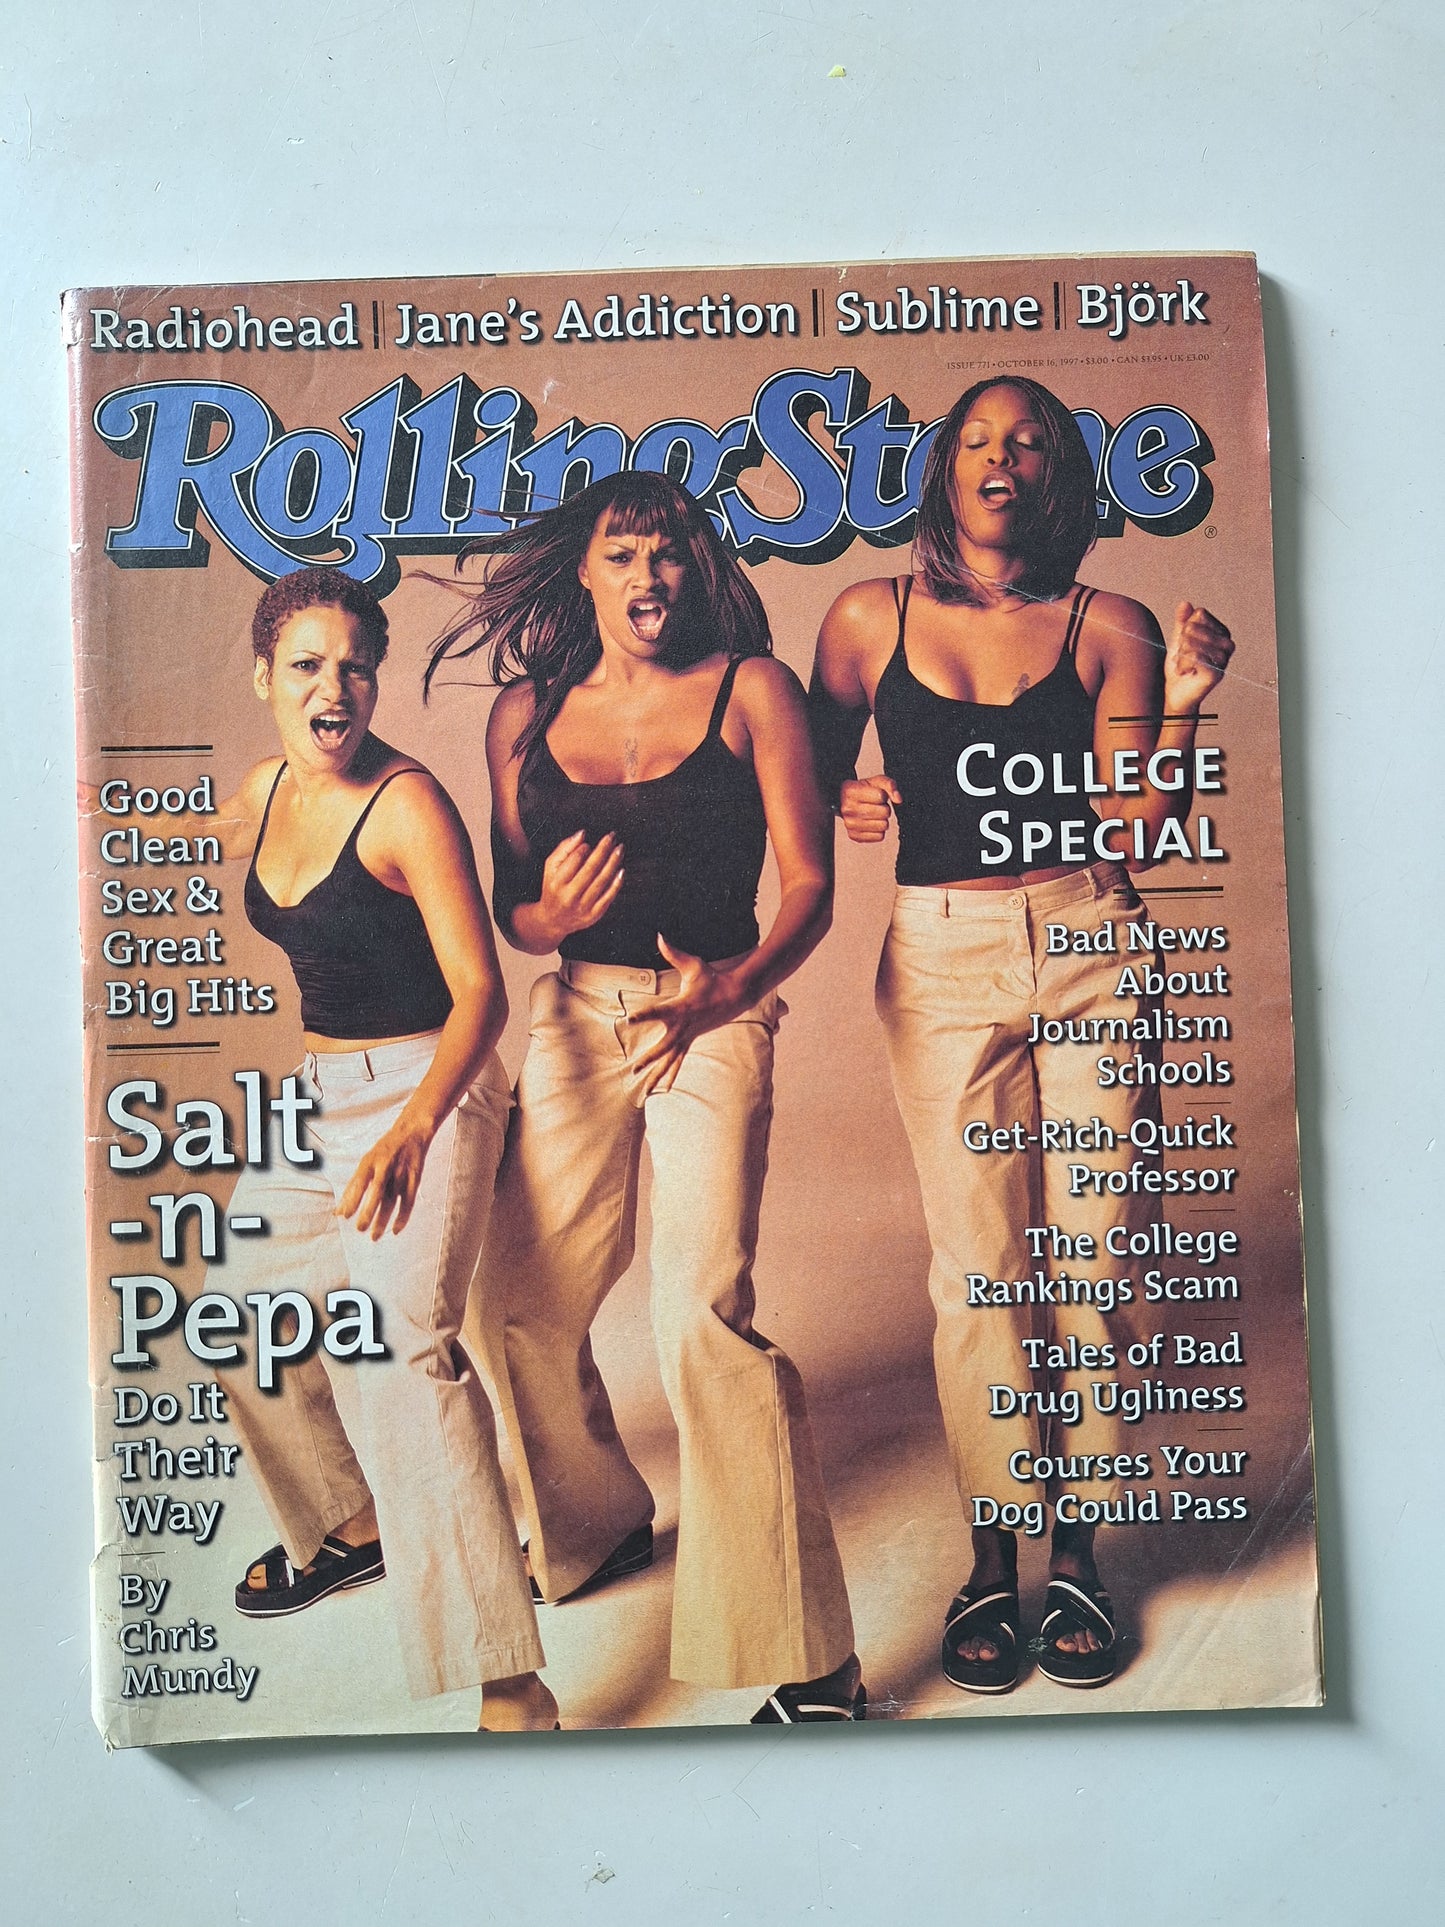 Radiohead | Jane's Addiction | Sublime | Björk
ISSUE 771 • OCTOBER 16, 1997 • $3.00 • CAN $3.95 • UK £3.00
Rolling Stone
®
Good
Clean
Sex &
Great
Big Hits
Salt
-n-
Pepa
Do It
Their
Way
By
Chris
Mundy
COLLEGE
SPECIAL
Bad News
About
Journalism
Schools
Get-Rich-Quick
Professor
The College
Rankings Scam
Tales of Bad
Drug Ugliness
Courses Your
Dog Could Pass